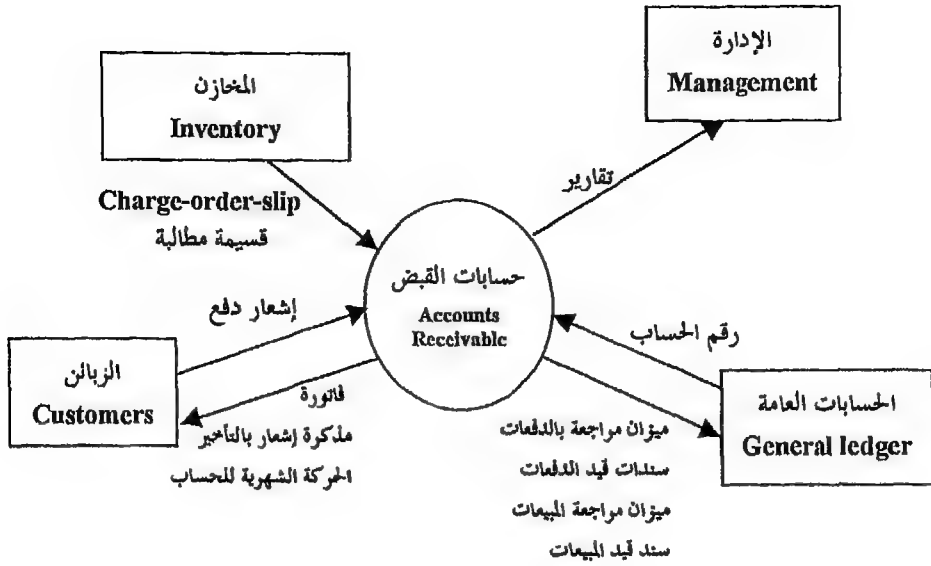 الإدارة
Management
المخازن
Inventory
تقارير
Charge-order-slip
قسيمة مطالبة
حسابات القبض
Accounts
Receivable
إشعار دفع
رقم الحساب
الزبائن
Customers
فاتورة
مذكرة إشعار بالتأخير
الحركة الشهرية للحساب
الحسابات العامة
General ledger
ميزان مراجعة بالدفعات
سندات قيد الدفعات
ميزان مراجعة المبيعات
سند قيد المبيعات